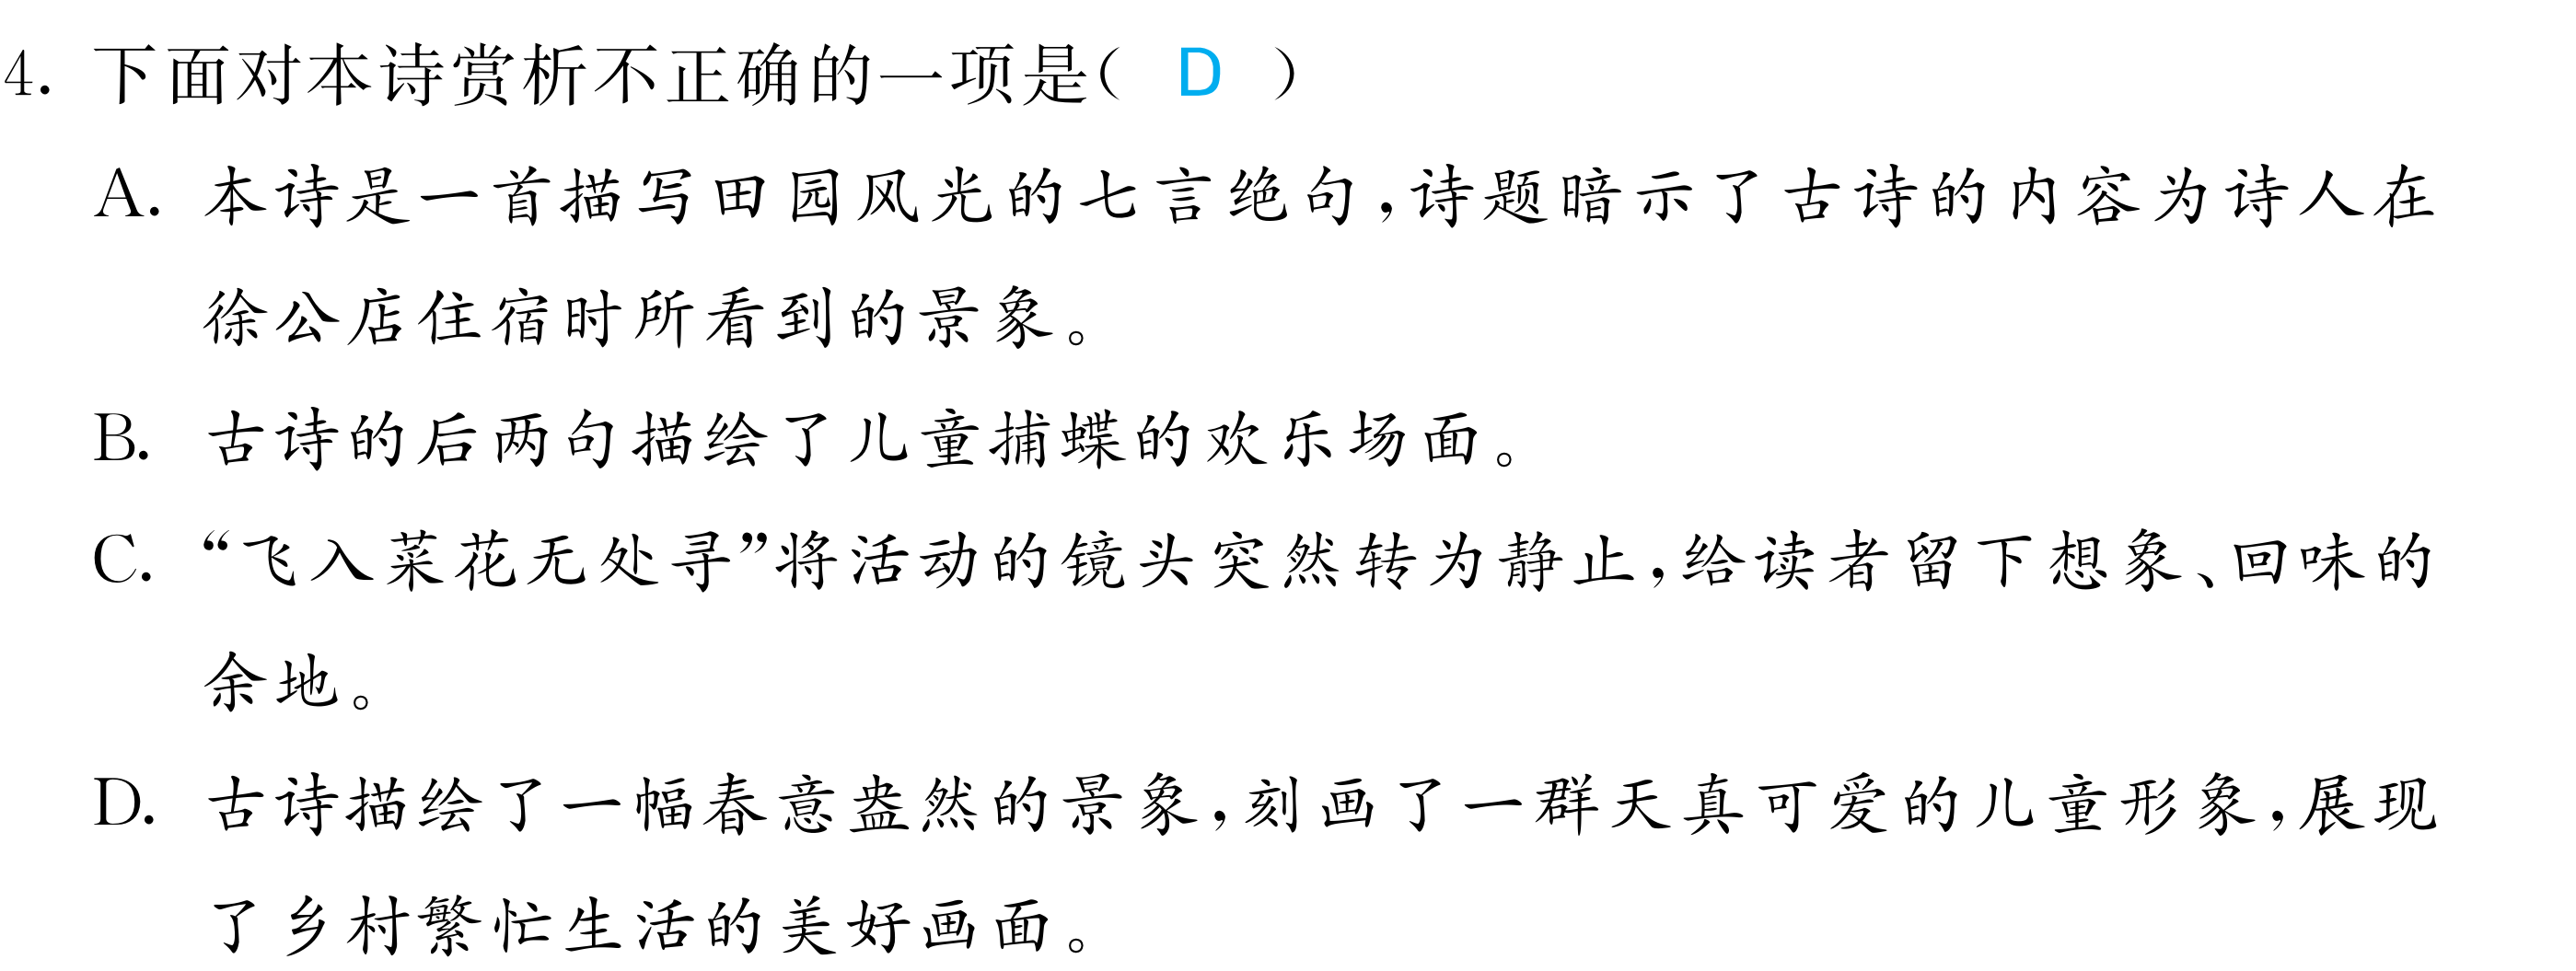 4. 下面对本诗赏析不正确的一项是( D )
A. 本诗是一首描写田园风光的七言绝句,诗题暗示了古诗的内容为诗人在
徐公店住宿时所看到的景象。
B. 古诗的后两句描绘了儿童捕蝶的欢乐场面。
C. “飞入菜花无处寻”将活动的镜头突然转为静止,给读者留下想象、回味的
余地。
D. 古诗描绘了一幅春意盎然的景象,刻画了一群天真可爱的儿童形象,展现
了乡村繁忙生活的美好画面。